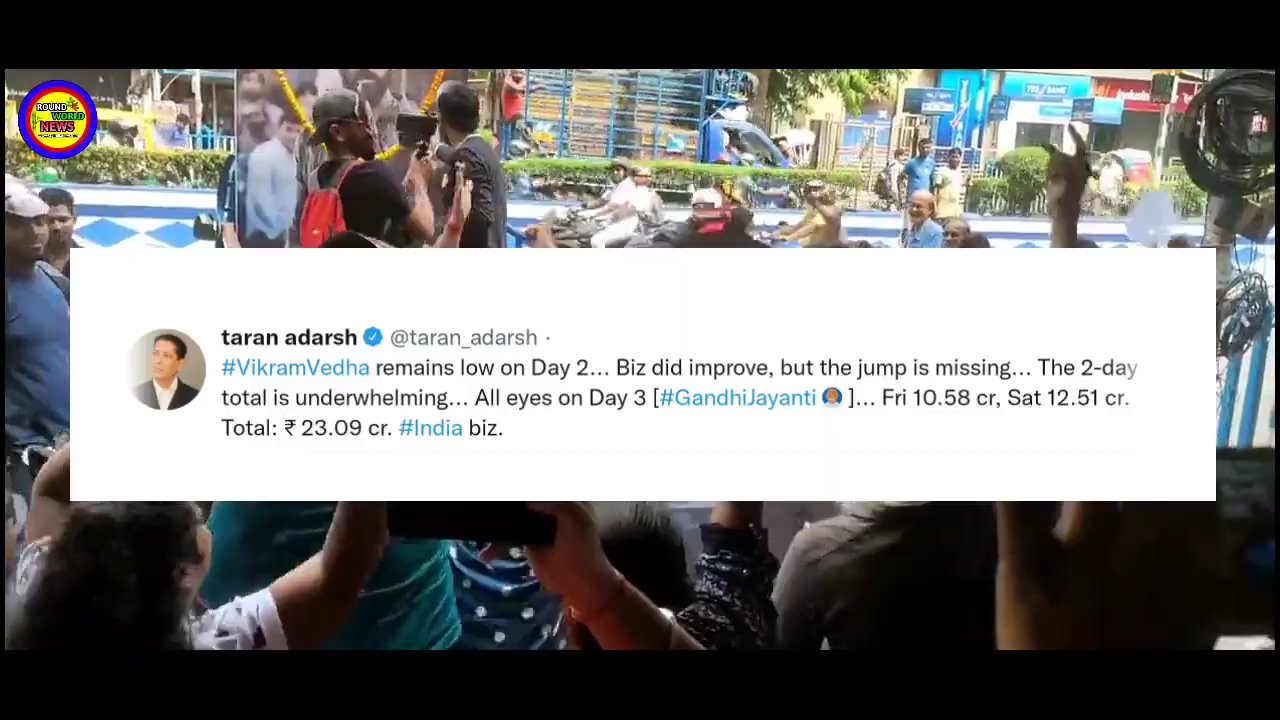 ROUND
WORLD
NEWS
YES BANK
taran adarsh @taran_adarsh ·
#VikramVedha remains low on Day 2... Biz did improve, but the jump is missing... The 2-day
total is underwhelming... All eyes on Day 3 [#GandhiJayanti ]... Fri 10.58 cr, Sat 12.51 cr.
Total: ₹ 23.09 cr. #India biz.